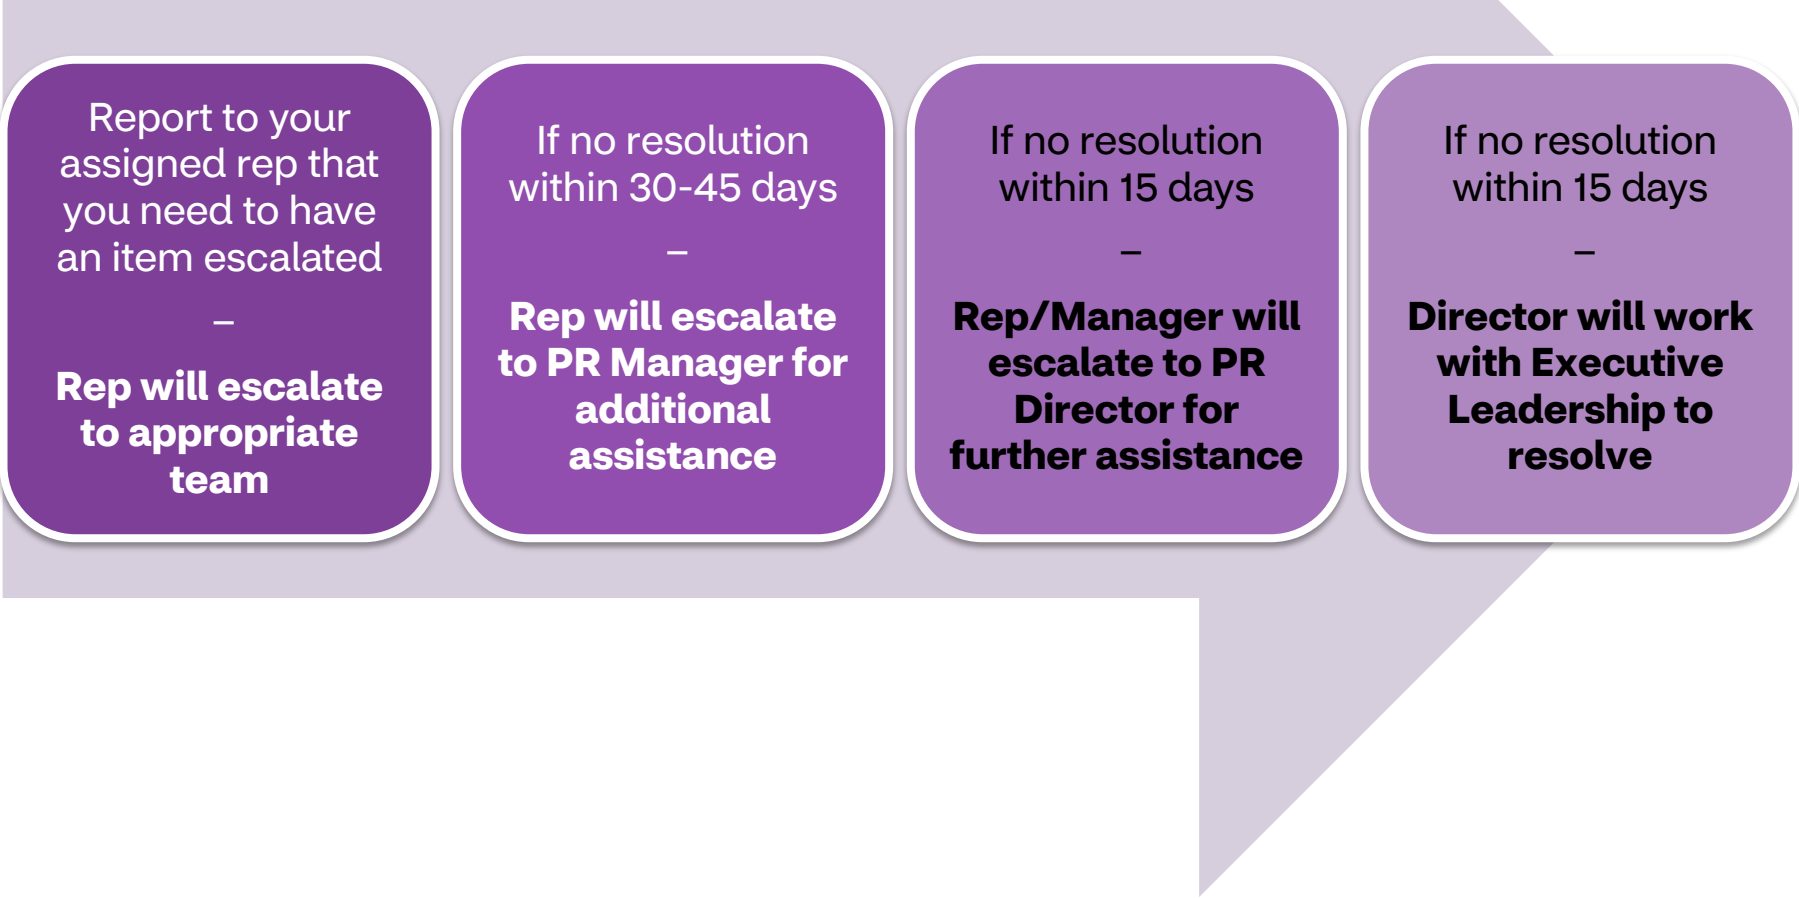 Report to your
assigned rep that
you need to have
an item escalated
–
Rep will escalate
to appropriate
team
If no resolution
within 30-45 days
–
Rep will escalate
to PR Manager for
additional
assistance
If no resolution
within 15 days
–
Rep/Manager will
escalate to PR
Director for
further assistance
If no resolution
within 15 days
–
Director will work
with Executive
Leadership to
resolve